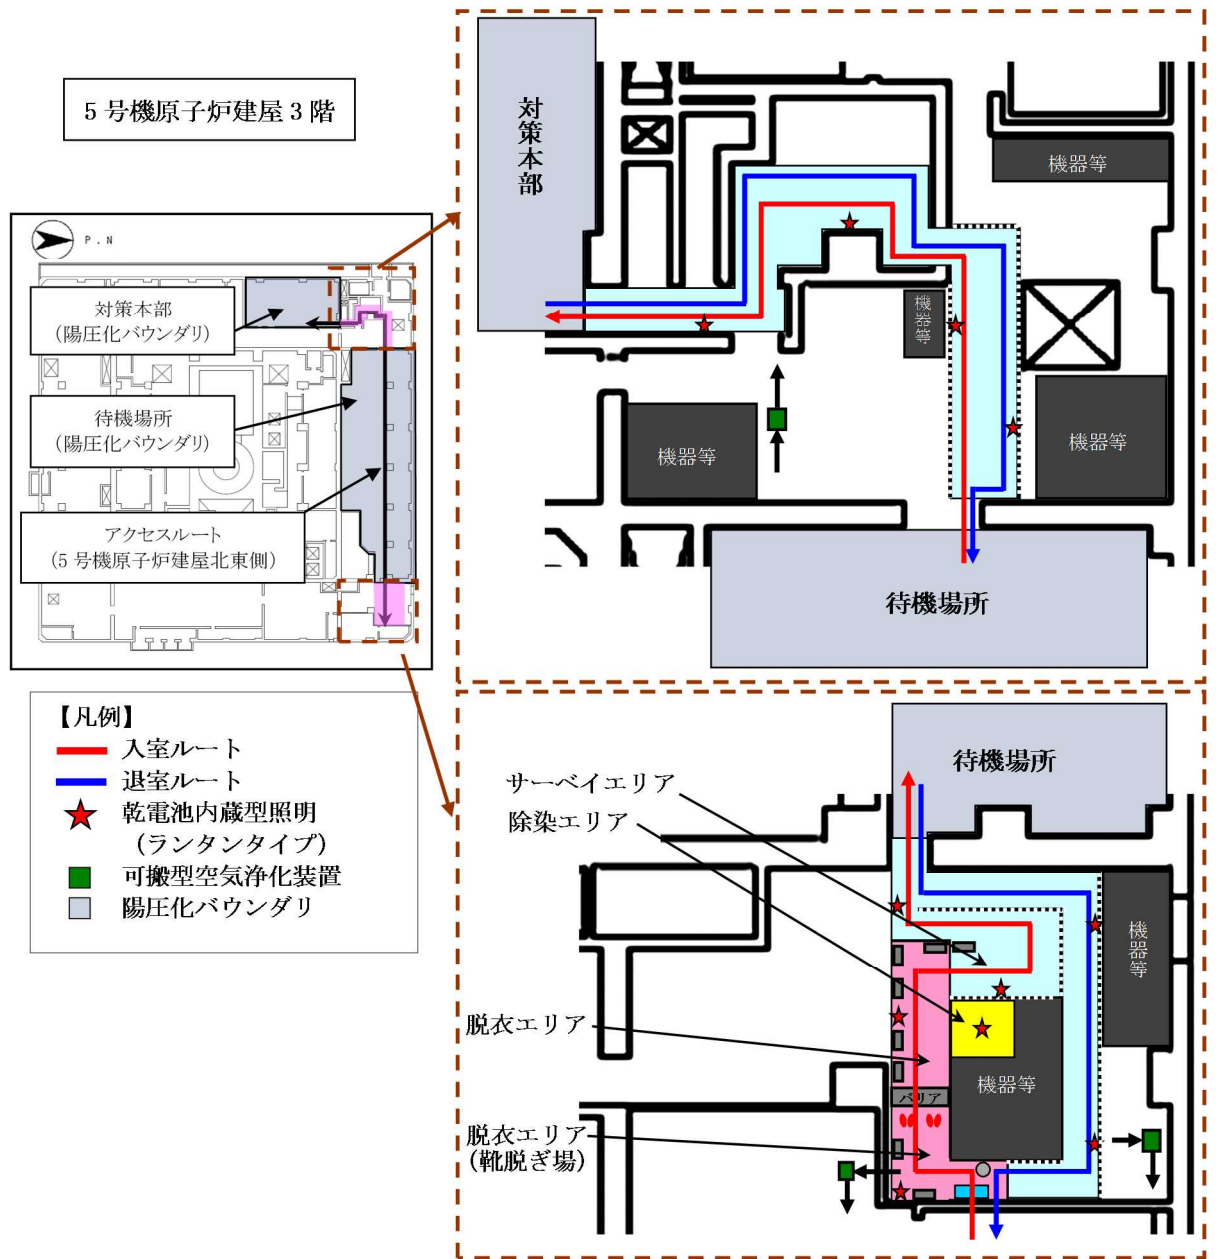 5号機原子炉建屋3階
P.N
対策本部
(陽圧化バウンダリ)
待機場所
(陽圧化バウンダリ)
アクセスルート
(5号機原子炉建屋北東側)
【凡例】
入室ルート
退室ルート
乾電池内蔵型照明
(ランタンタイプ)
可搬型空気浄化装置
陽圧化バウンダリ
対策本部
機器等
機器等
機器等
機器等
待機場所
待機場所
サーベイエリア
除染エリア
機器等
脱衣エリア
機器等
バリア
脱衣エリア
(靴脱ぎ場)